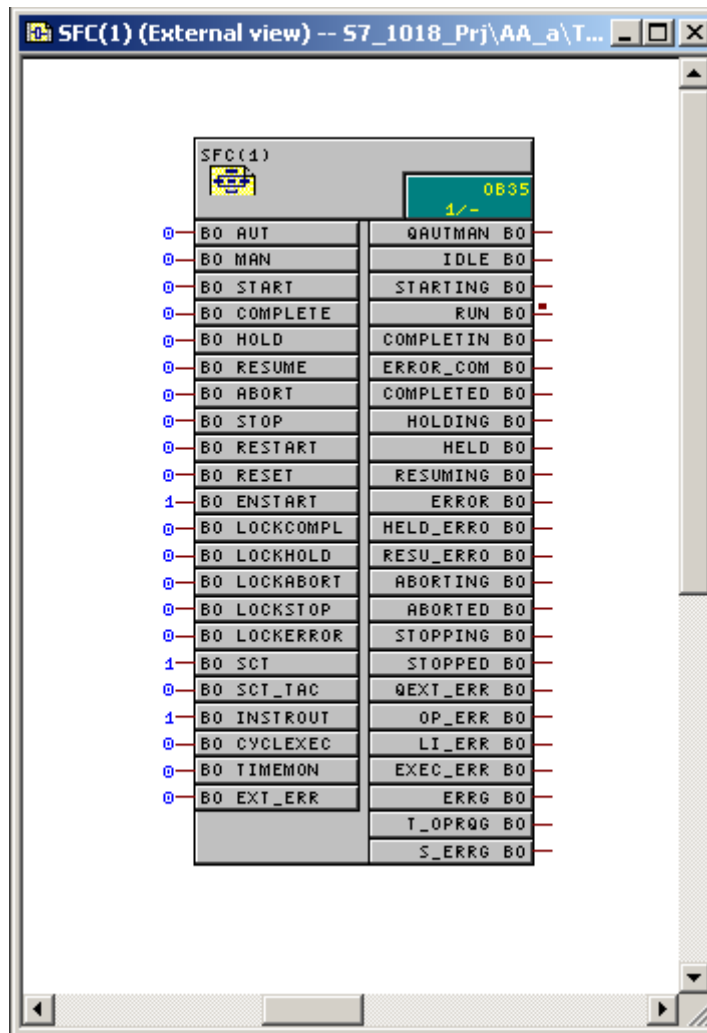 SFC(1) (External view) -- S7_1018_Prj\AA_a\T...
SFC(1)
OB35
1/-
0 BO AUT QAUTMAN BO
0 BO MAN IDLE BO
0 BO START STARTING BO
0 BO COMPLETE RUN BO
0 BO HOLD COMPLETIN BO
0 BO RESUME ERROR_COM BO
0 BO ABORT COMPLETED BO
0 BO STOP HOLDING BO
0 BO RESTART HELD BO
0 BO RESET RESUMING BO
1 BO ENSTART ERROR BO
0 BO LOCKCOMPL HELD_ERRO BO
0 BO LOCKHOLD RESU_ERRO BO
0 BO LOCKABORT ABORTING BO
0 BO LOCKSTOP ABORTED BO
0 BO LOCKERROR STOPPING BO
1 BO SCT STOPPED BO
0 BO SCT_TAC QEXT_ERR BO
1 BO INSTROUT OP_ERR BO
0 BO CYCLEXEC LI_ERR BO
0 BO TIMEMON EXEC_ERR BO
0 BO EXT_ERR ERRG BO
T_OPRQG BO
S_ERRG BO